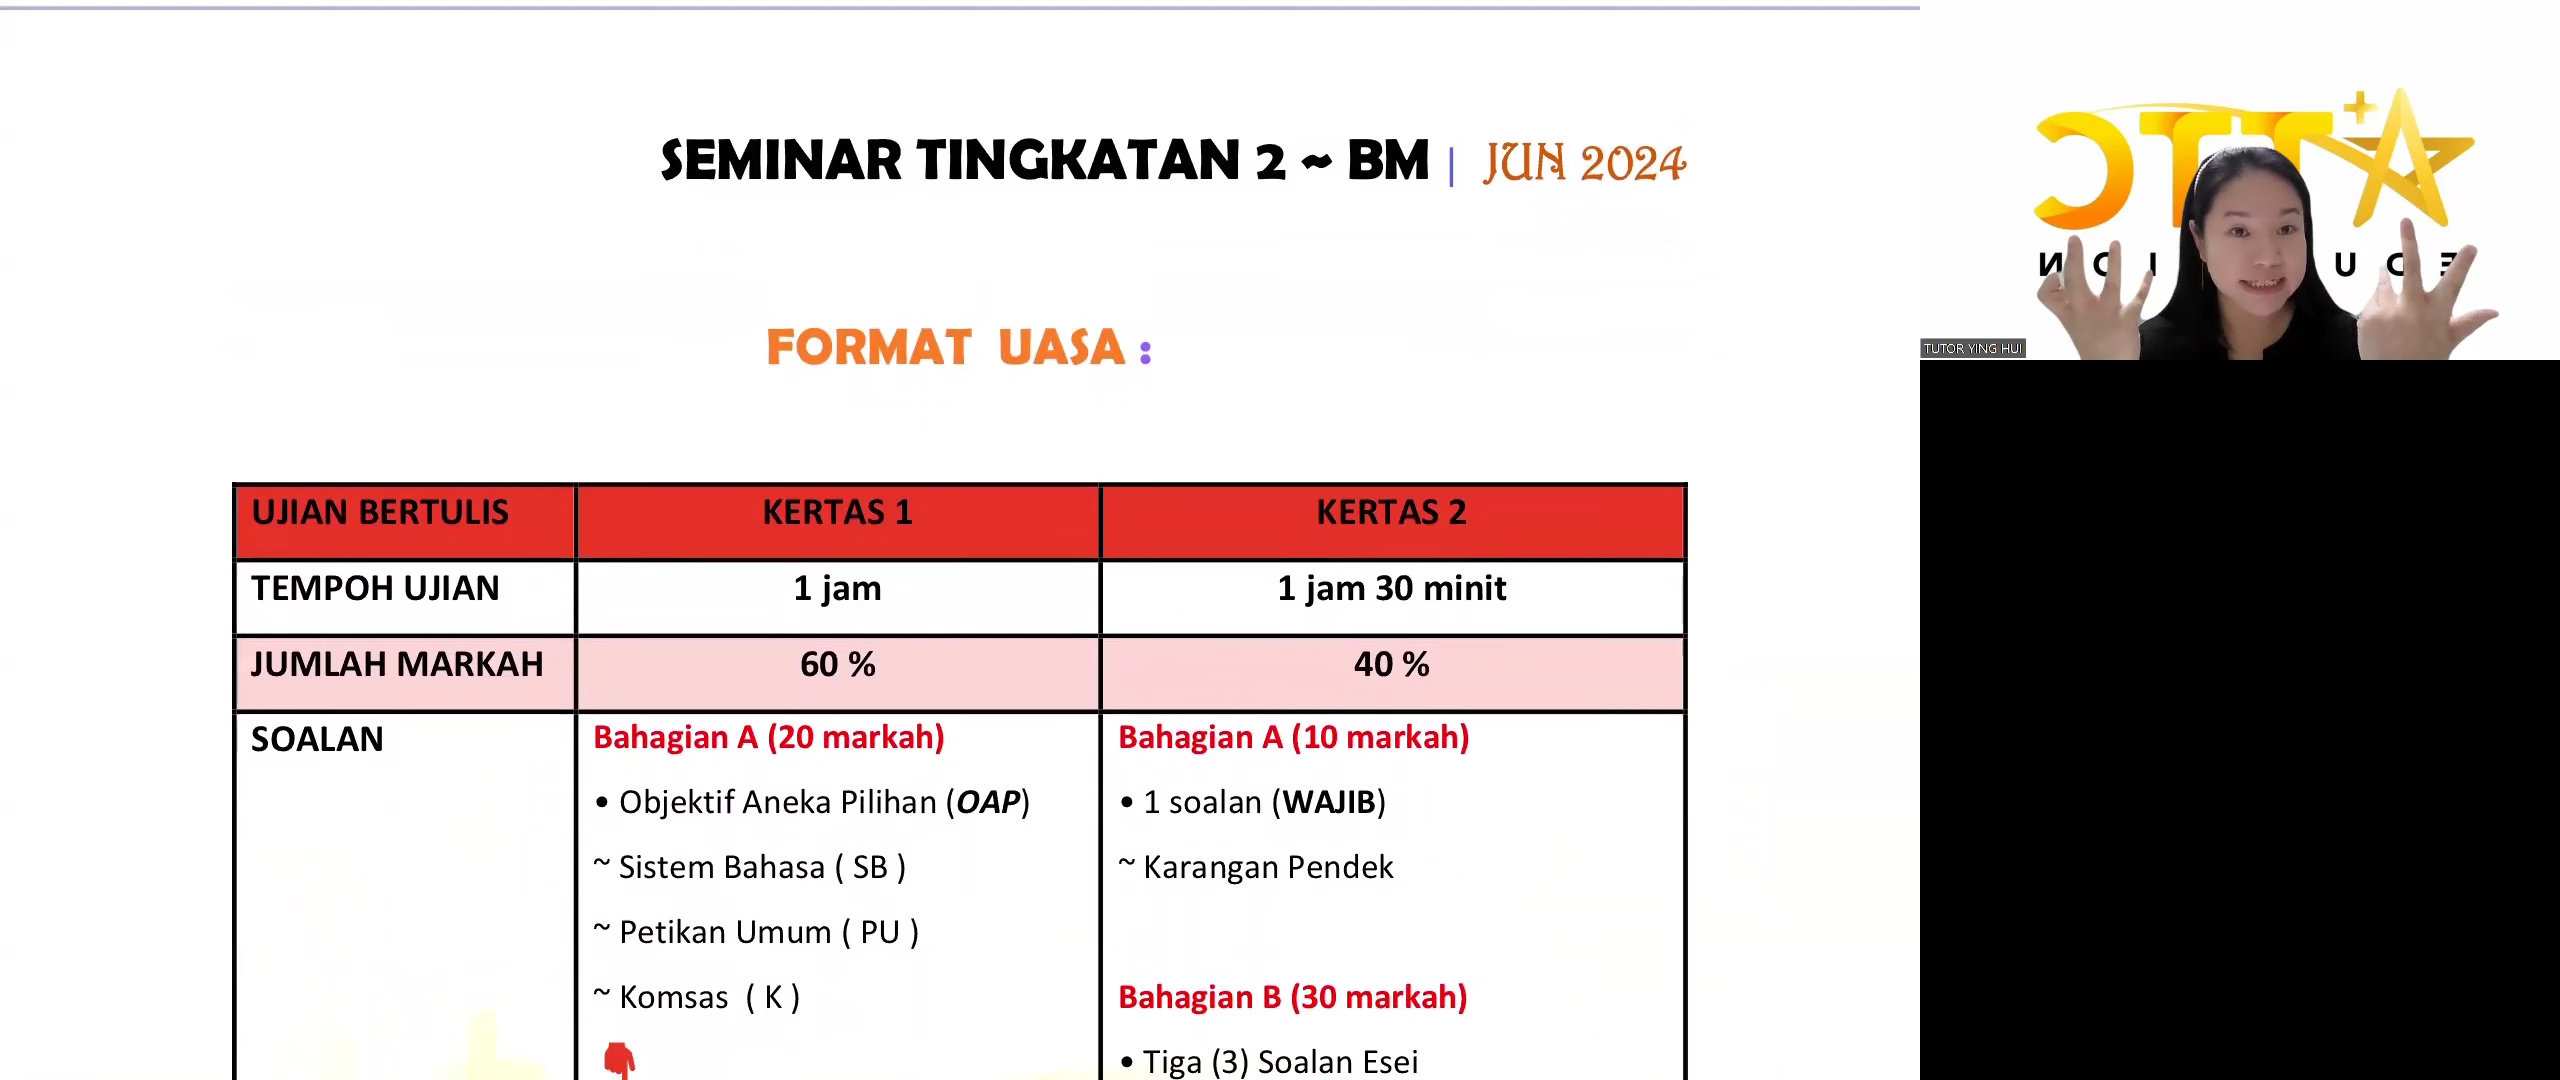 SEMINAR TINGKATAN 2 ~ BM | JUN 2024
FORMAT UASA :
UJIAN BERTULIS KERTAS 1 KERTAS 2
TEMPOH UJIAN 1 jam 1 jam 30 minit
JUMLAH MARKAH 60 % 40 %
SOALAN
Bahagian A (20 markah)
• Objektif Aneka Pilihan (OAP)
~ Sistem Bahasa ( SB )
~ Petikan Umum ( PU )
~ Komsas ( K )
Bahagian A (10 markah)
• 1 soalan (WAJIB)
~ Karangan Pendek
Bahagian B (30 markah)
• Tiga (3) Soalan Esei
TUTOR YING HUI